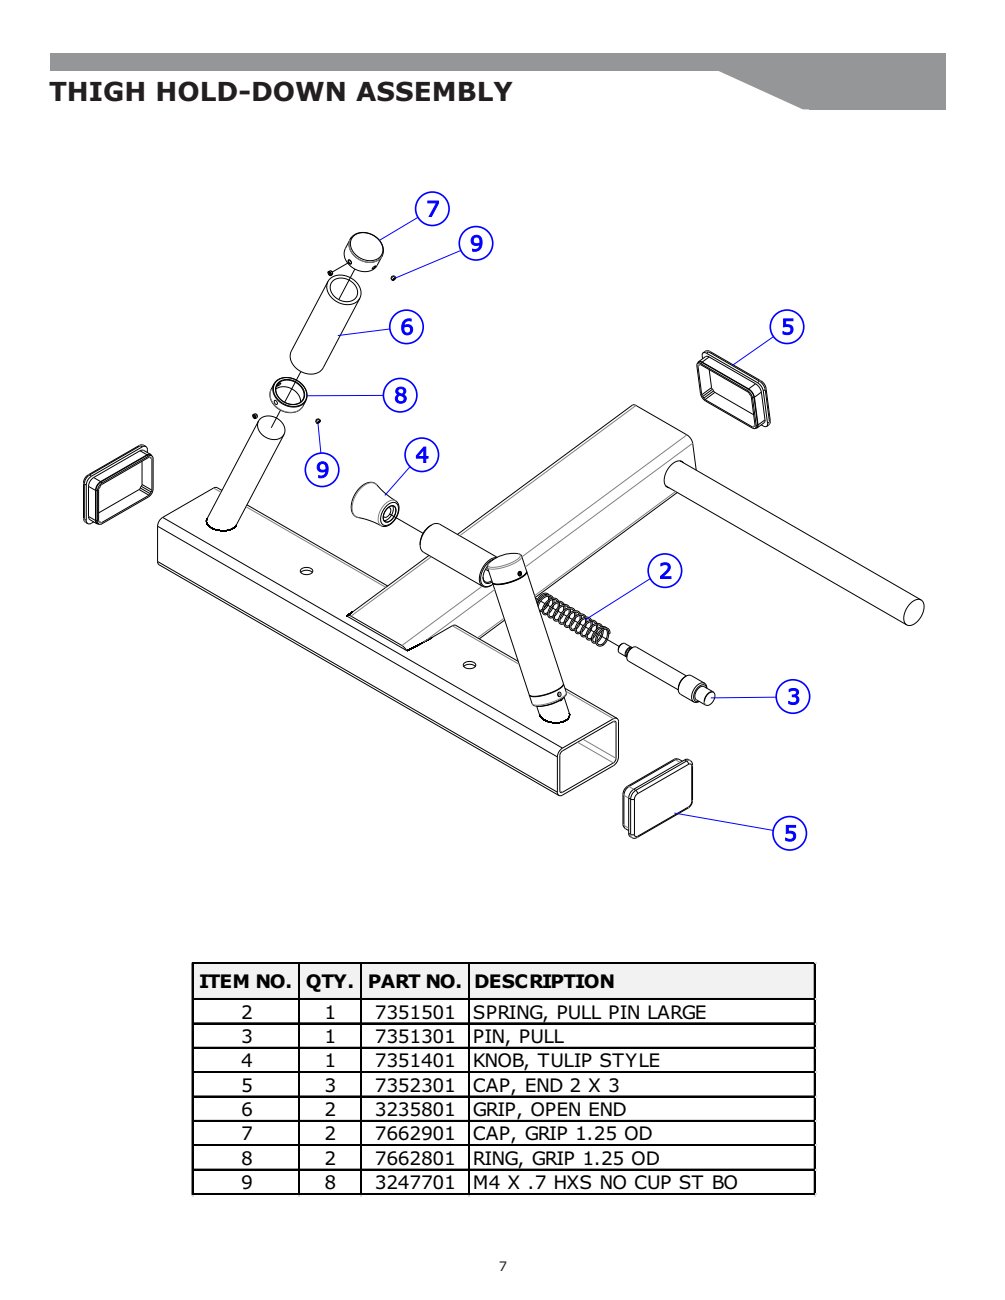 THIGH HOLD-DOWN ASSEMBLY
7
9
6
5
8
9
4
2
3
5
ITEM NO. QTY. PART NO. DESCRIPTION
2 1 7351501 SPRING, PULL PIN LARGE
3 1 7351301 PIN, PULL
4 1 7351401 KNOB, TULIP STYLE
5 3 7352301 CAP, END 2 X 3
6 2 3235801 GRIP, OPEN END
7 2 7662901 CAP, GRIP 1.25 OD
8 2 7662801 RING, GRIP 1.25 OD
9 8 3247701 M4 X .7 HXS NO CUP ST BO
7